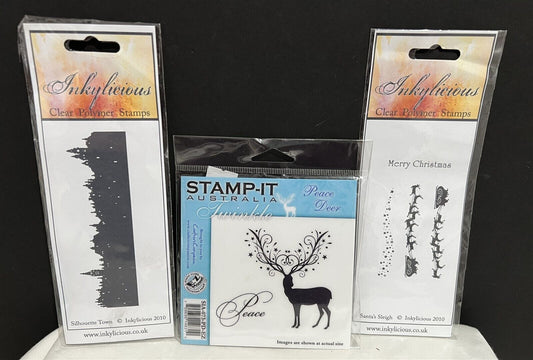 Inkylicious
Clear Polymer Stamps
Silhouette Town © Inkylicious 2010
www.inkylicious.co.uk
STAMP-IT
AUSTRALIA
Twinkle
Peace
Deer
Peace
Images are shown at actual size
Inkylicious
Clear Polymer Stamps
Merry Christmas
Santa's Sleigh © Inkylicious 2010
www.inkylicious.co.uk